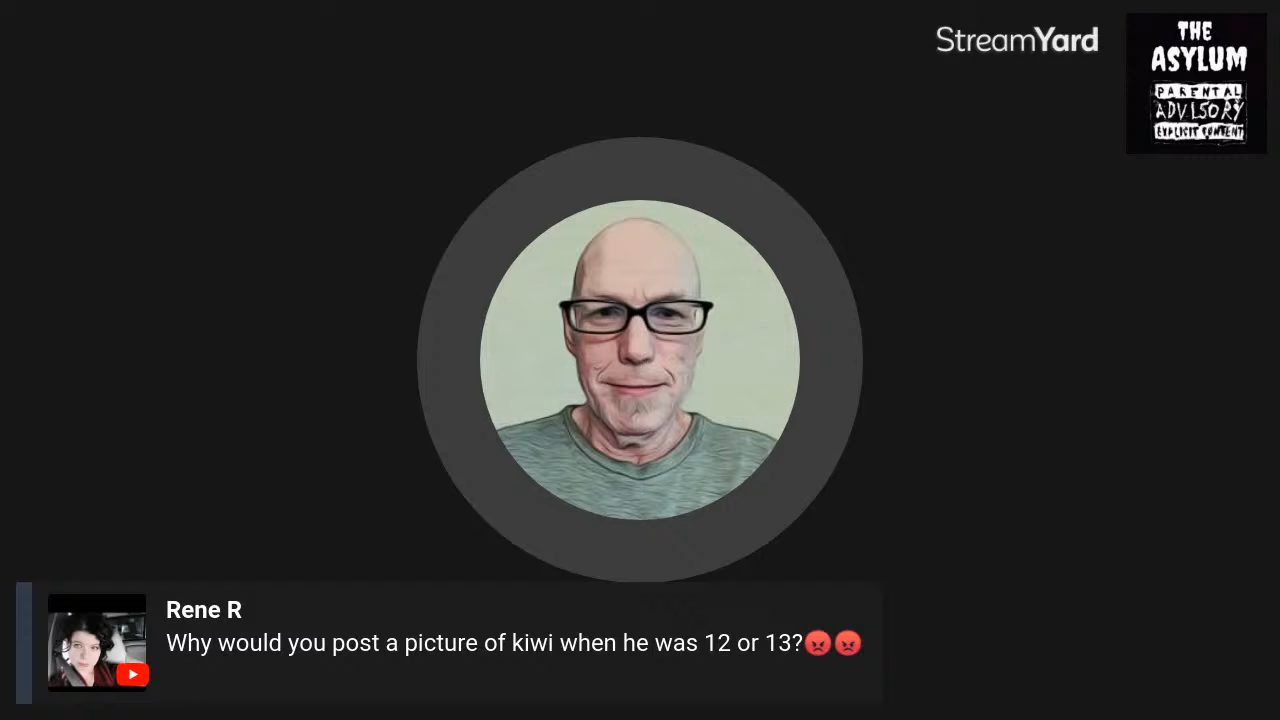 StreamYard
THE
ASYLUM
PARENTAL
ADVISORY
EXPLICIT CONTENT
Rene R
Why would you post a picture of kiwi when he was 12 or 13?😡😡